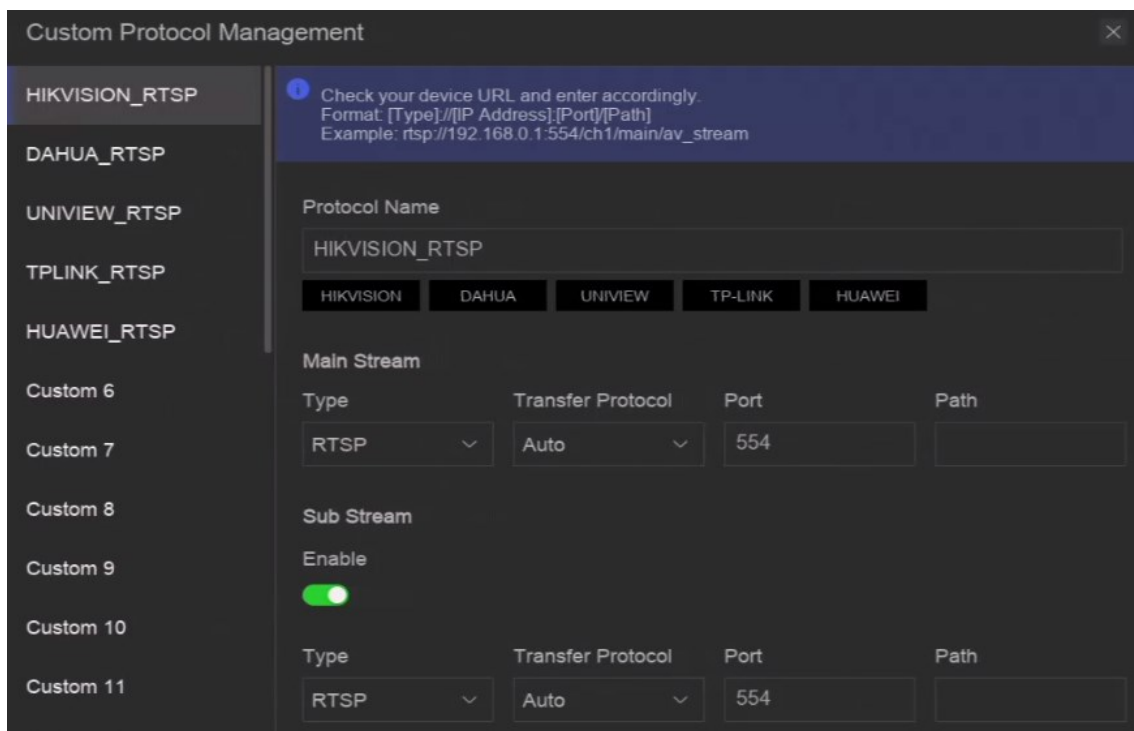 Custom Protocol Management
HIKVISION_RTSP
DAHUA_RTSP
UNIVIEW_RTSP
TPLINK_RTSP
HUAWEI_RTSP
Custom 6
Custom 7
Custom 8
Custom 9
Custom 10
Custom 11
Check your device URL and enter accordingly.
Format: [Type]://[IP Address]:[Port]/[Path]
Example: rtsp://192.168.0.1:554/ch1/main/av_stream
Protocol Name
HIKVISION_RTSP
HIKVISION DAHUA UNIVIEW TP-LINK HUAWEI
Main Stream
Type Transfer Protocol Port Path
RTSP Auto 554
Sub Stream
Enable
Type Transfer Protocol Port Path
RTSP Auto 554